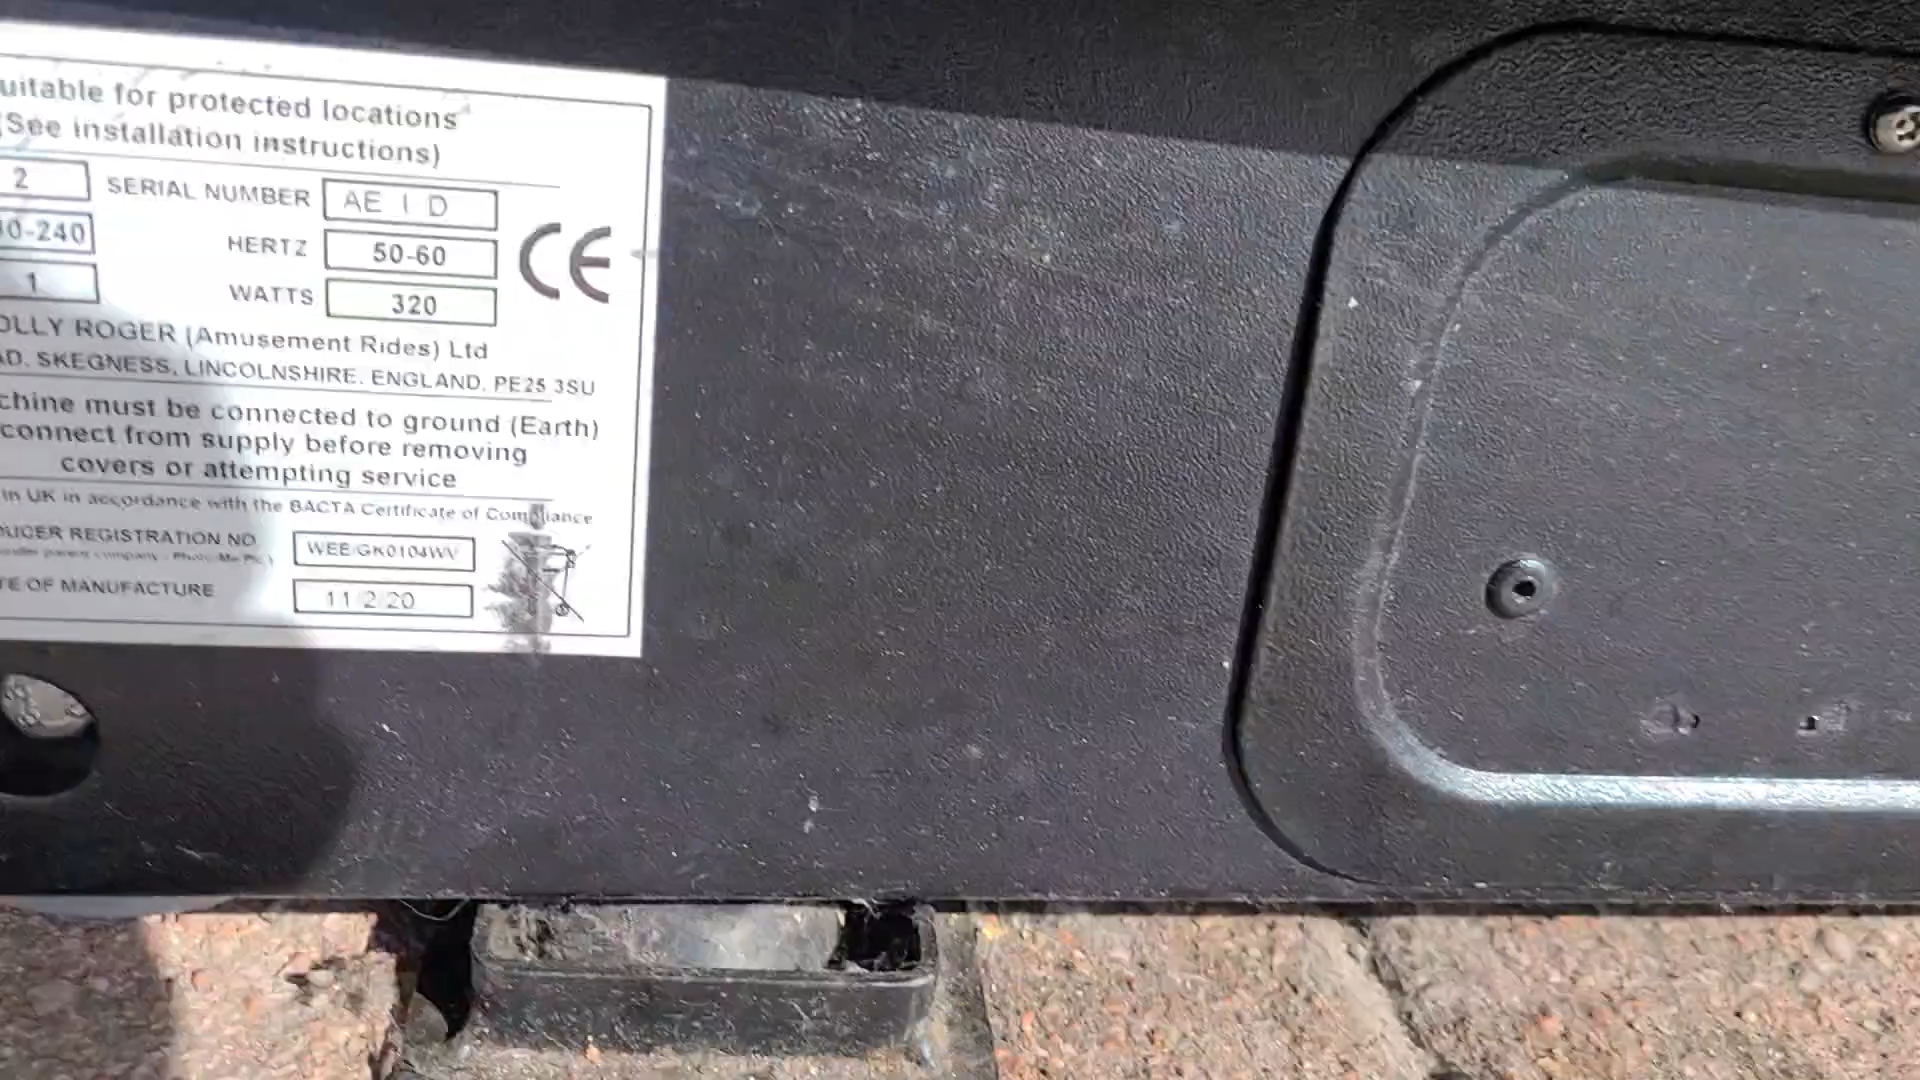 uitable for protected locations
(See installation instructions)
2 SERIAL NUMBER AE I D
0-240 HERTZ 50-60
1 WATTS 320
CE
OLLY ROGER (Amusement Rides) Ltd
AD, SKEGNESS, LINCOLNSHIRE. ENGLAND. PE25 3SU
chine must be connected to ground (Earth)
connect from supply before removing
covers or attempting service
in UK in accordance with the BACTA Certificate of Compliance
DUCER REGISTRATION NO. WEE/GK0104WV
TE OF MANUFACTURE 11 2 20